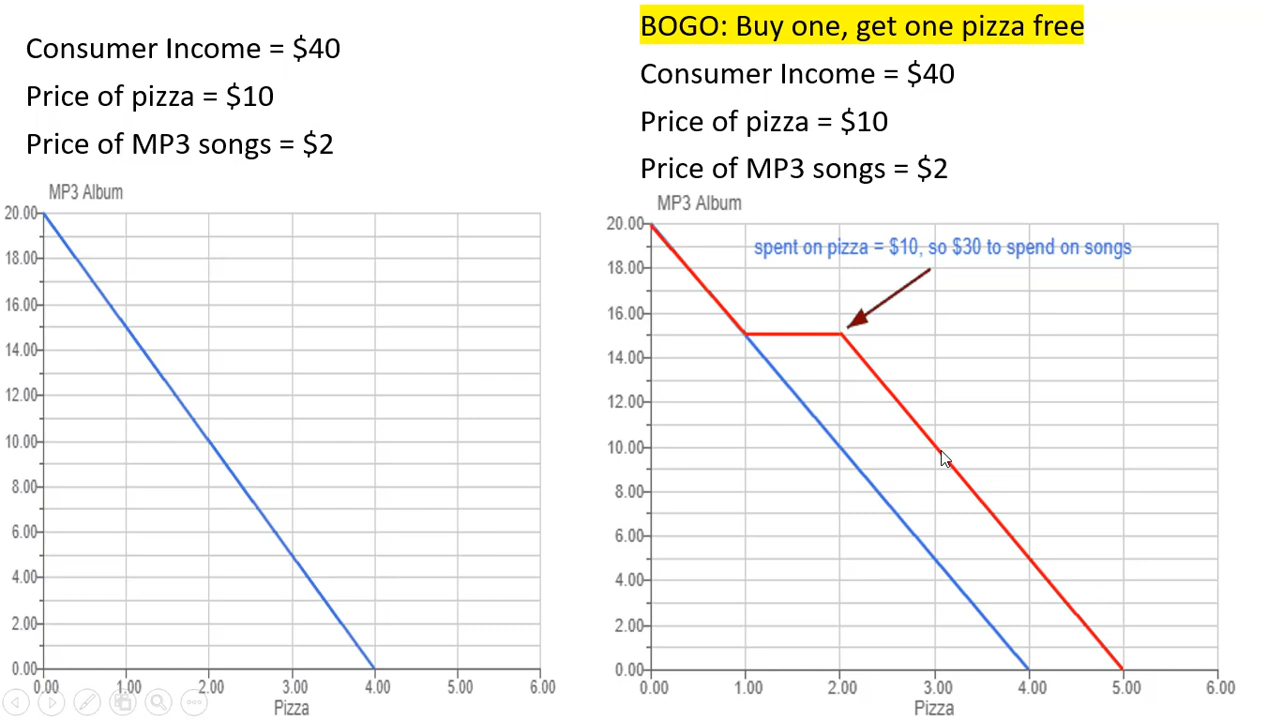 Consumer Income = $40
Price of pizza = $10
Price of MP3 songs = $2
MP3 Album
20.00
18.00
16.00
14.00
12.00
10.00
8.00
6.00
4.00
2.00
0.00
0.00 1.00 2.00 3.00 4.00 5.00 6.00
Pizza
BOGO: Buy one, get one pizza free
Consumer Income = $40
Price of pizza = $10
Price of MP3 songs = $2
MP3 Album
spent on pizza = $10, so $30 to spend on songs
20.00
18.00
16.00
14.00
12.00
10.00
8.00
6.00
4.00
2.00
0.00
0.00 1.00 2.00 3.00 4.00 5.00 6.00
Pizza